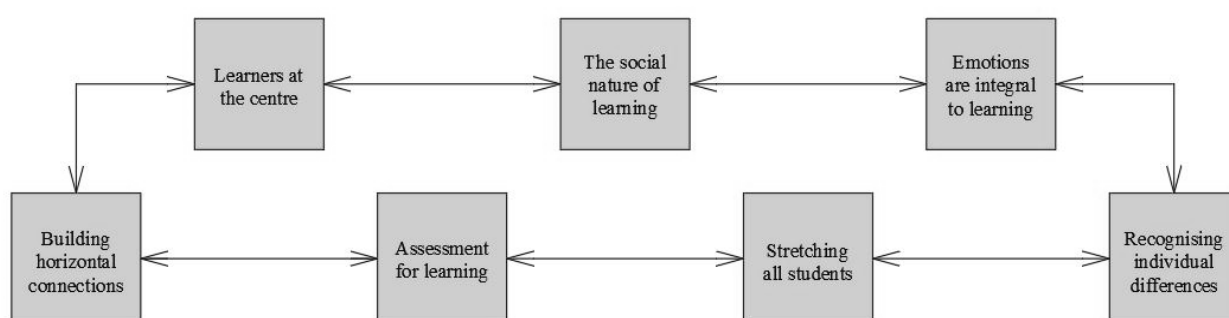 Learners at
the centre
The social
nature of
learning
Emotions
are integral
to learning
Building
horizontal
connections
Assessment
for learning
Stretching
all students
Recognising
individual
differences